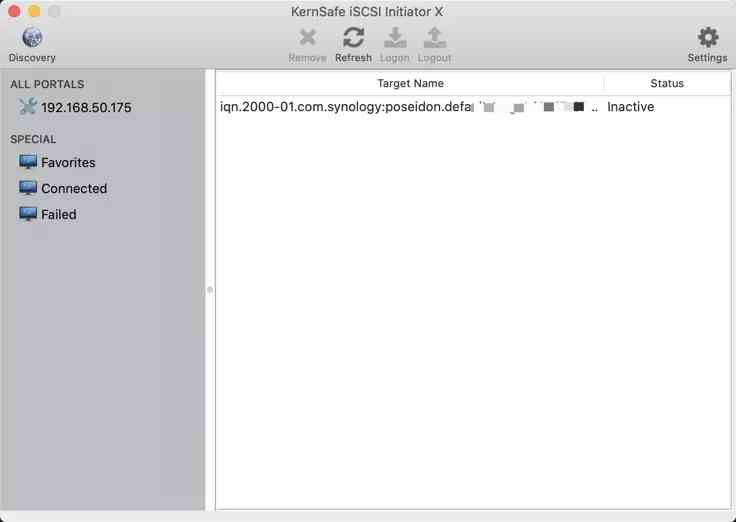 KernSafe iSCSI Initiator X
Discovery
Remove Refresh Logon Logout
Settings
ALL PORTALS
192.168.50.175
SPECIAL
Favorites
Connected
Failed
Target Name Status
iqn.2000-01.com.synology:poseidon.defa .. Inactive